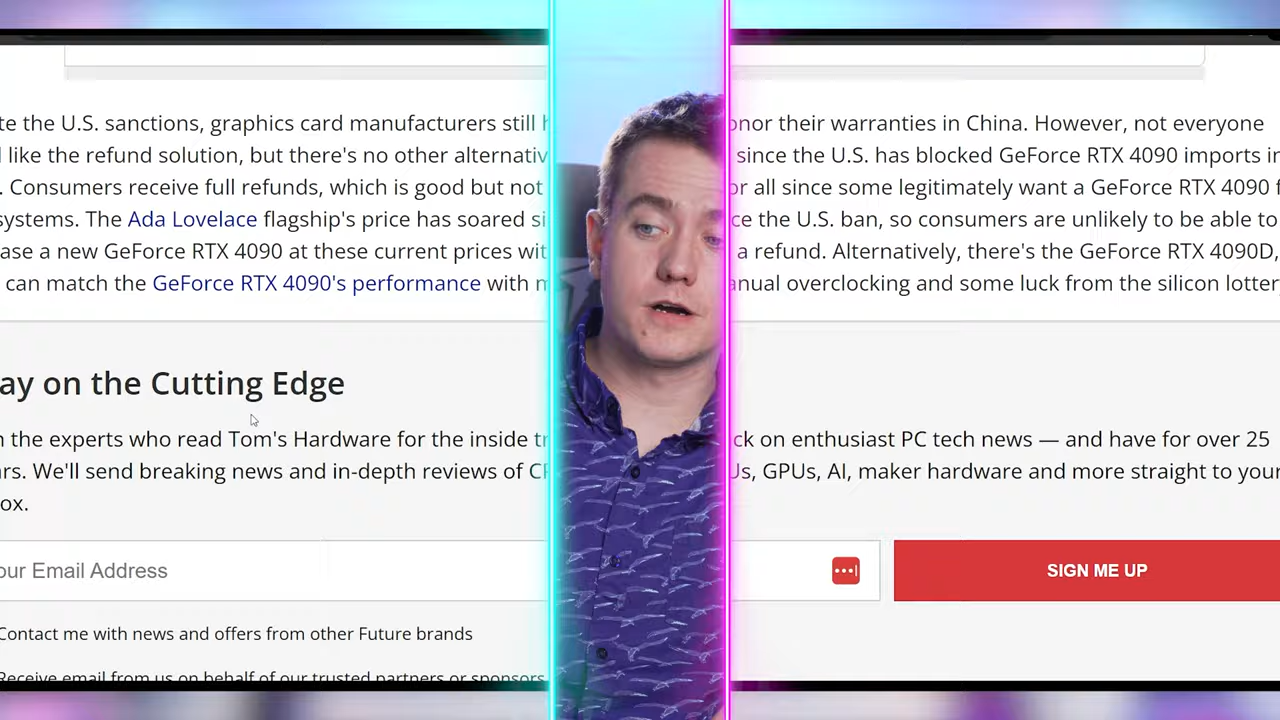 te the U.S. sanctions, graphics card manufacturers still honor their warranties in China. However, not everyone
l like the refund solution, but there's no other alternativ since the U.S. has blocked GeForce RTX 4090 imports in
. Consumers receive full refunds, which is good but not or all since some legitimately want a GeForce RTX 4090 f
systems. The Ada Lovelace flagship's price has soared si ce the U.S. ban, so consumers are unlikely to be able to
ase a new GeForce RTX 4090 at these current prices wit a refund. Alternatively, there's the GeForce RTX 4090D,
can match the GeForce RTX 4090's performance with manual overclocking and some luck from the silicon lotter
ay on the Cutting Edge
n the experts who read Tom's Hardware for the inside tr ck on enthusiast PC tech news — and have for over 25
ars. We'll send breaking news and in-depth reviews of CPUs, GPUs, AI, maker hardware and more straight to your
ox.
our Email Address
SIGN ME UP
Contact me with news and offers from other Future brands
Receive email from us on behalf of our trusted partners or sponsors